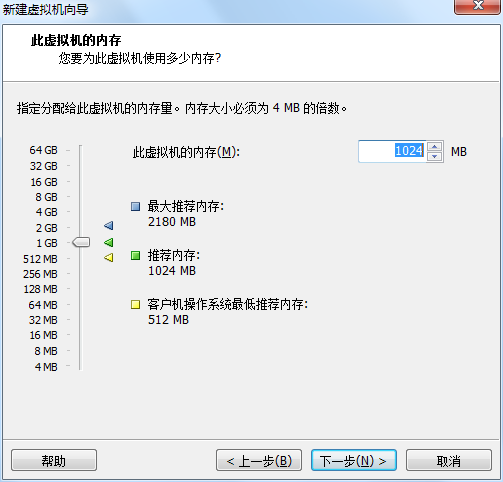 新建虚拟机向导
此虚拟机的内存
您要为此虚拟机使用多少内存?
指定分配给此虚拟机的内存量。内存大小必须为 4 MB 的倍数。
64 GB
32 GB
16 GB
8 GB
4 GB
2 GB
1 GB
512 MB
256 MB
128 MB
64 MB
32 MB
16 MB
8 MB
4 MB
此虚拟机的内存(M): 1024 MB
最大推荐内存:
2180 MB
推荐内存:
1024 MB
客户机操作系统最低推荐内存:
512 MB
帮助 < 上一步(B) 下一步(N) > 取消